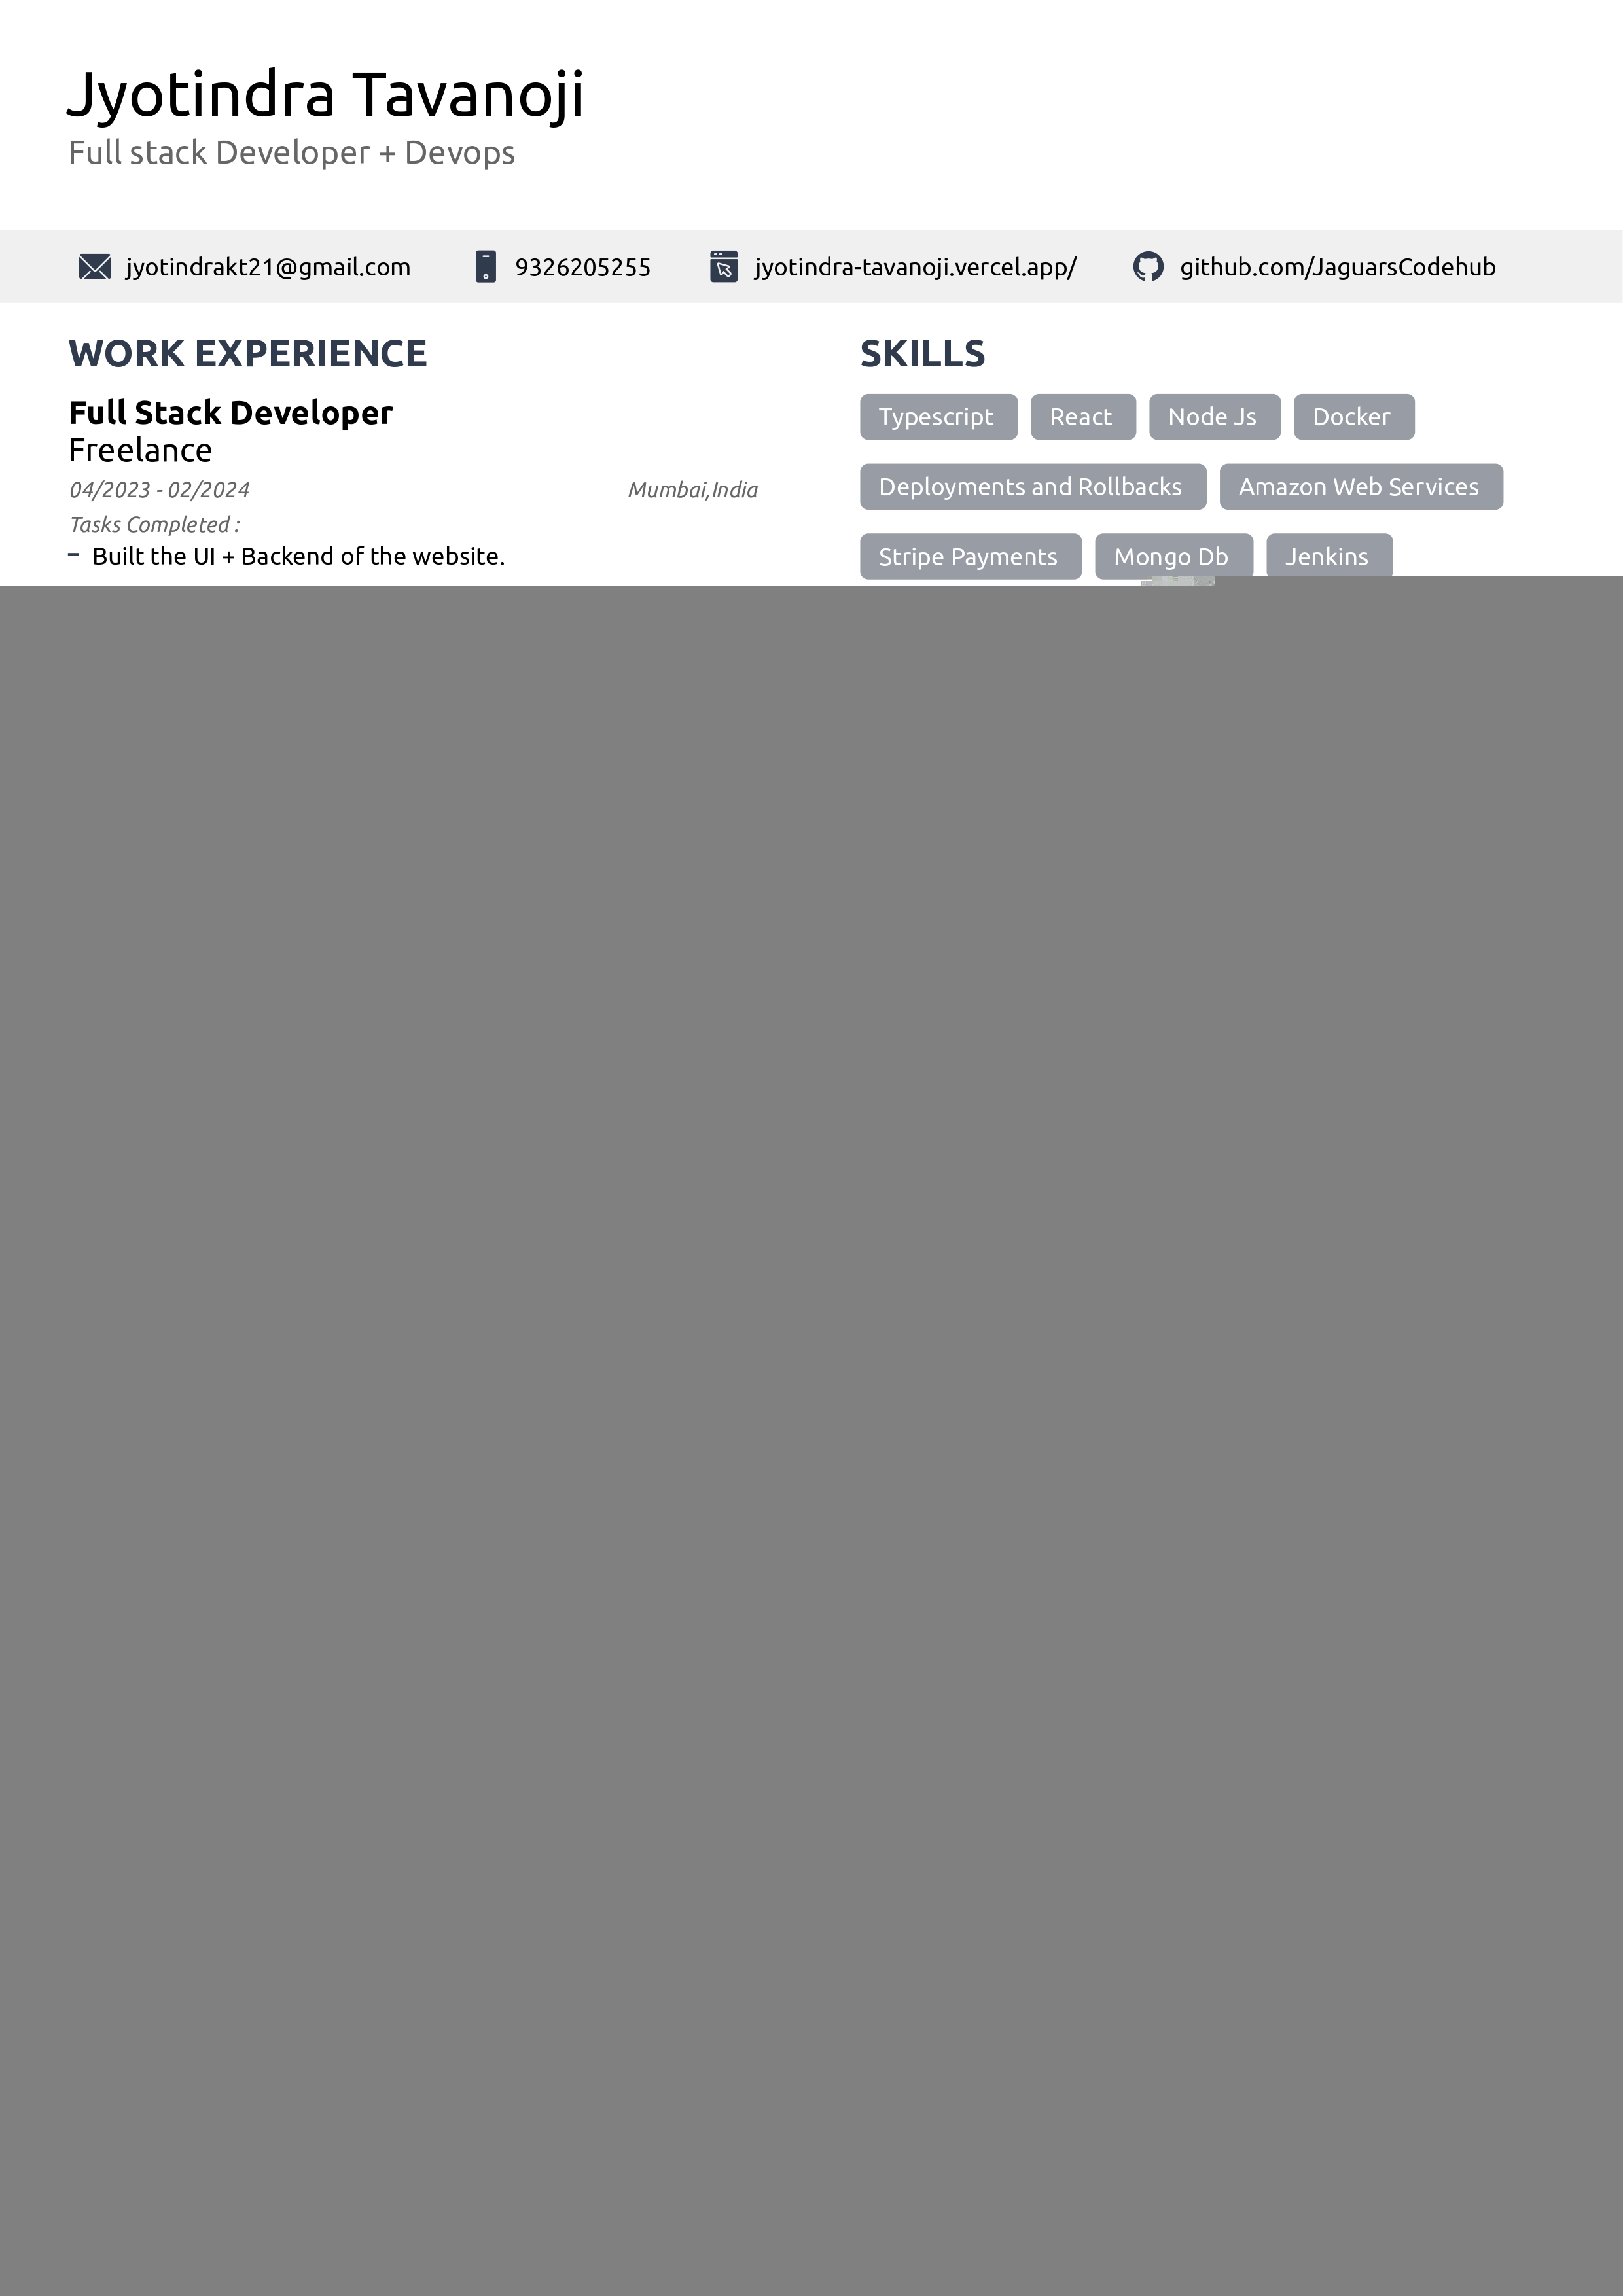 Jyotindra Tavanoji
Full stack Developer + Devops
jyotindrakt21@gmail.com
9326205255
jyotindra-tavanoji.vercel.app/
github.com/JaguarsCodehub
WORK EXPERIENCE
Full Stack Developer
Freelance
04/2023 - 02/2024
Mumbai,India
Tasks Completed :
– Built the UI + Backend of the website.
SKILLS
Typescript React Node Js Docker
Deployments and Rollbacks Amazon Web Services
Stripe Payments Mongo Db Jenkins